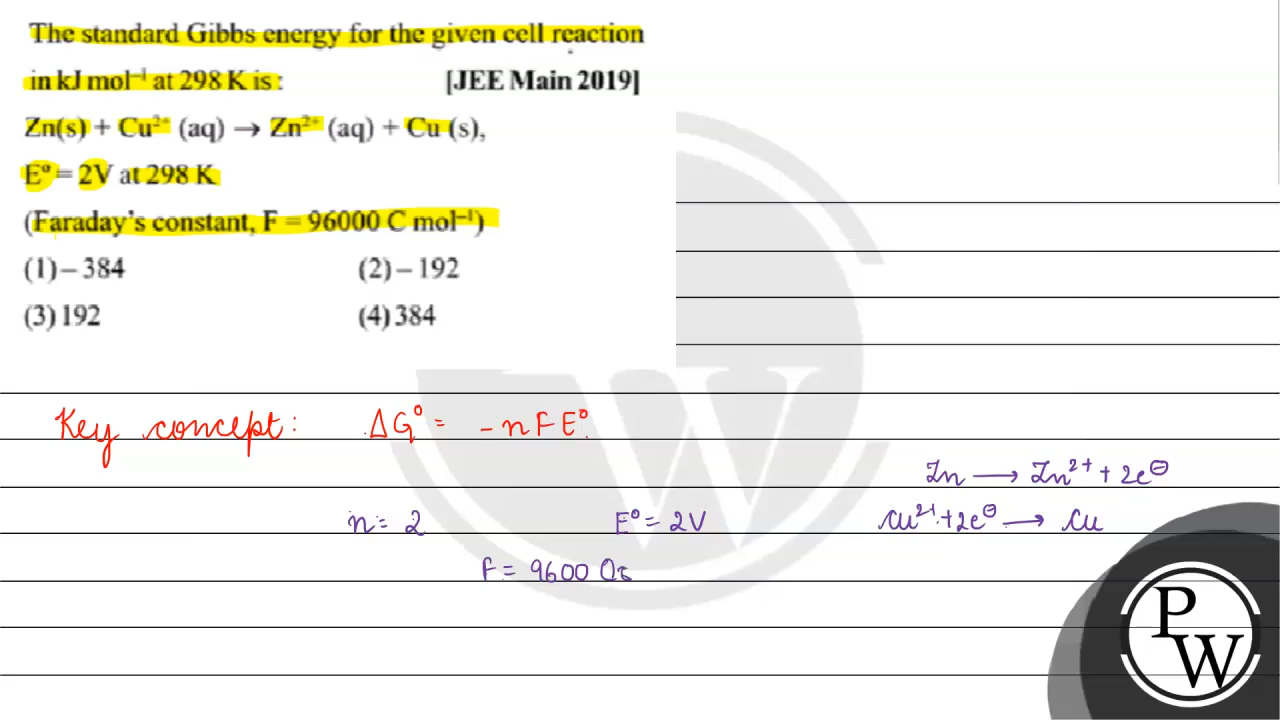 The standard Gibbs energy for the given cell reaction
in kJ mol⁻¹ at 298 K is : [JEE Main 2019]
Zn(s) + Cu²⁺ (aq) → Zn²⁺ (aq) + Cu (s),
E° = 2V at 298 K
(Faraday's constant, F = 96000 C mol⁻¹)
(1) – 384 (2) – 192
(3) 192 (4) 384
Key concept: ΔG° = - nFE°.
Zn ⟶ Zn²⁺ + 2e⊖
n = 2 E° = 2V Cu²⁺ + 2e⊖ ⟶ Cu
F = 9600
P
W